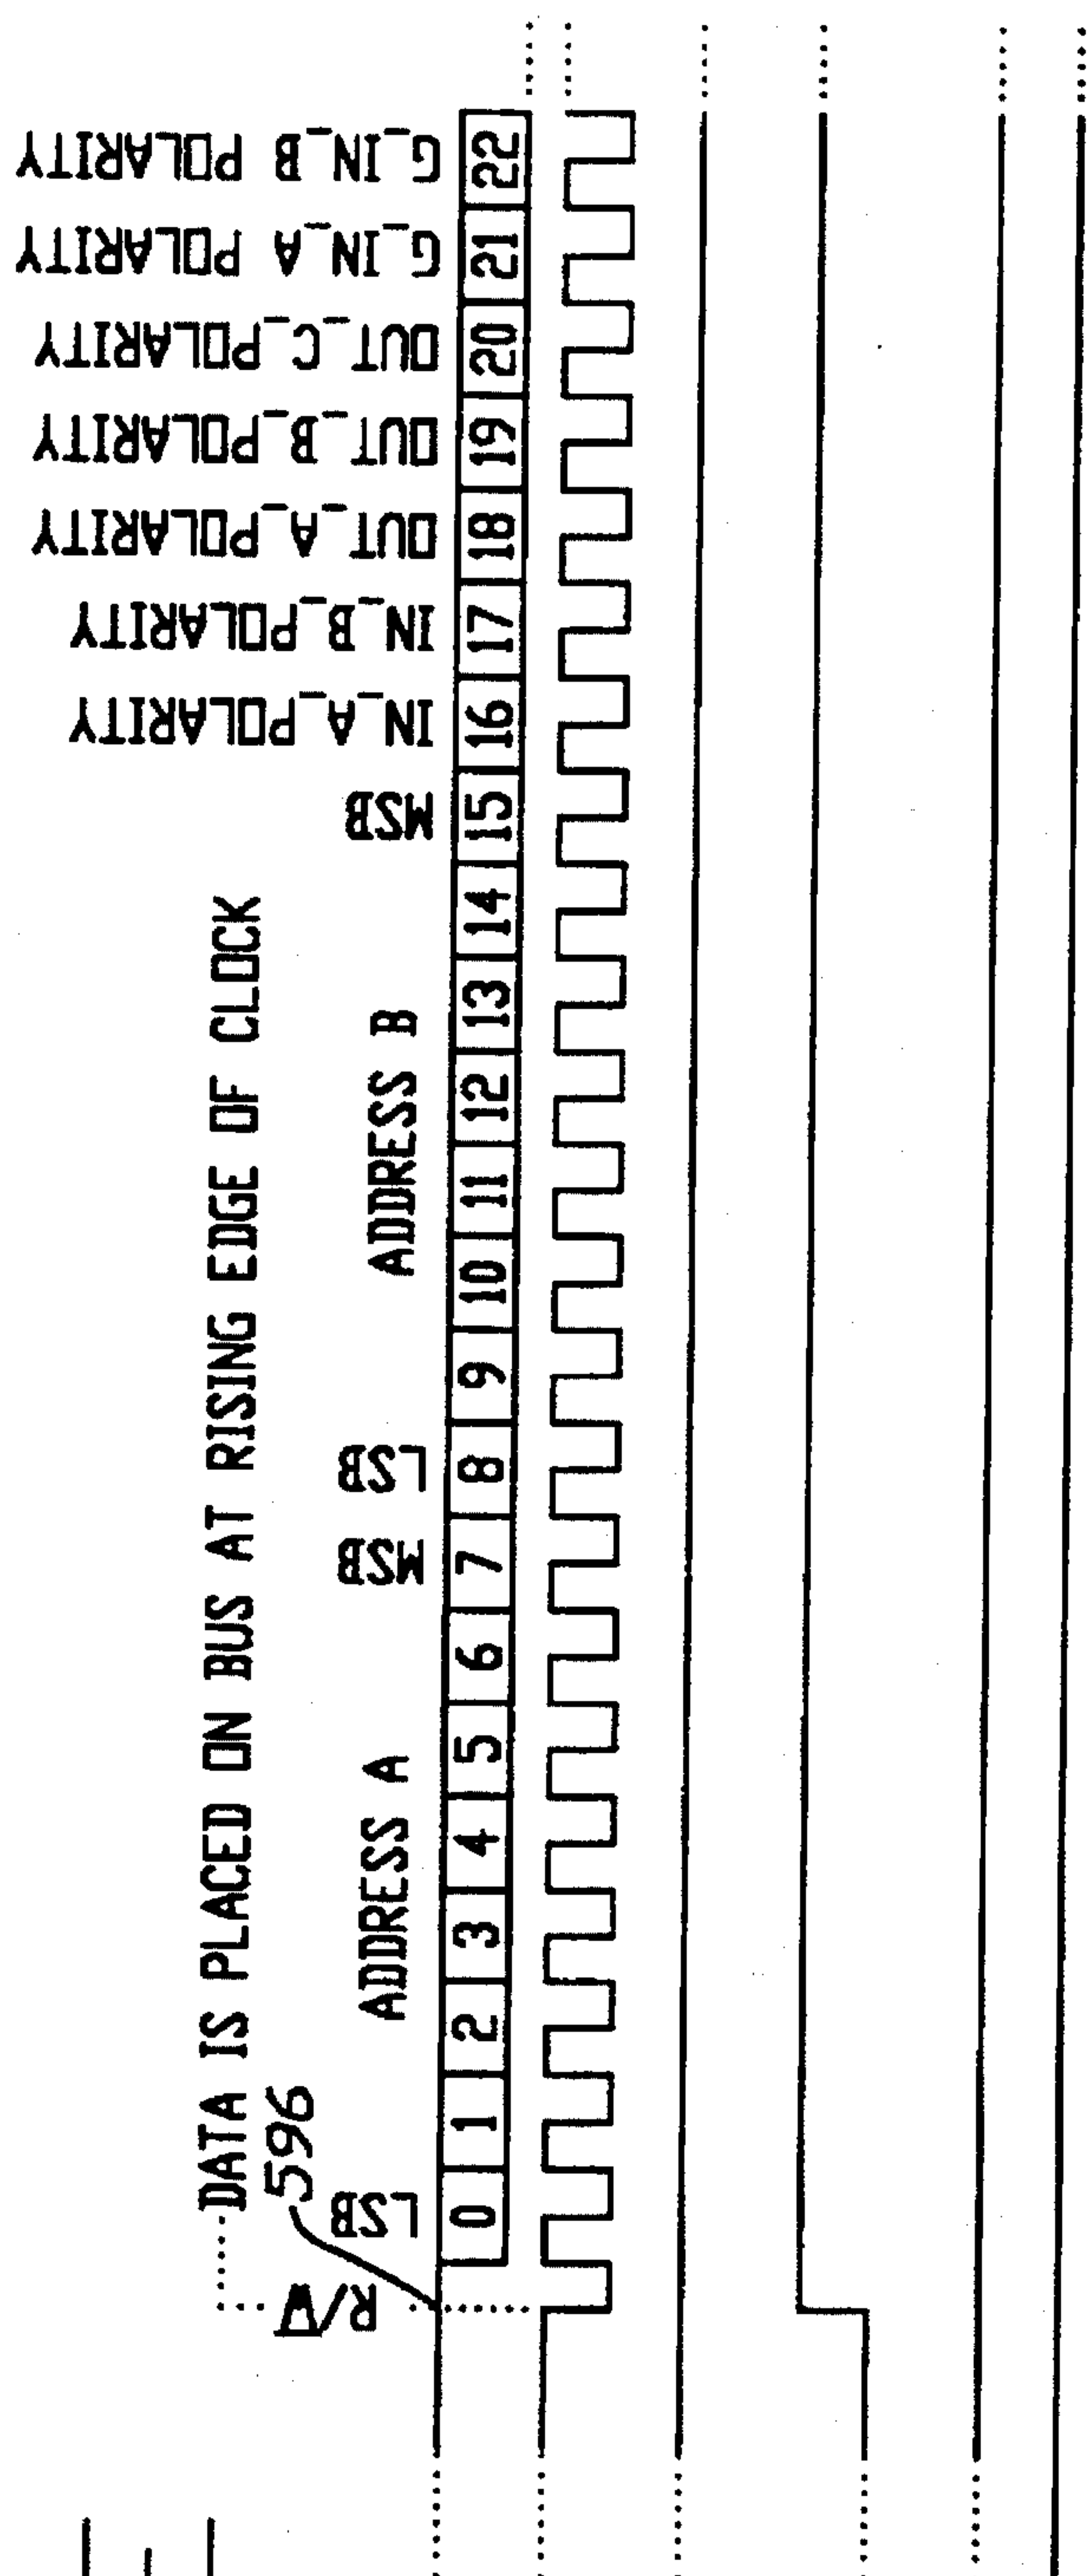 DATA IS PLACED ON BUS AT RISING EDGE OF CLOCK
596
R/W
LSB
ADDRESS A
MSB
LSB
ADDRESS B
MSB
IN_A_POLARITY
IN_B_POLARITY
OUT_A_POLARITY
OUT_B_POLARITY
OUT_C_POLARITY
G_IN_A POLARITY
G_IN_B POLARITY
0 1 2 3 4 5 6 7 8 9 10 11 12 13 14 15 16 17 18 19 20 21 22